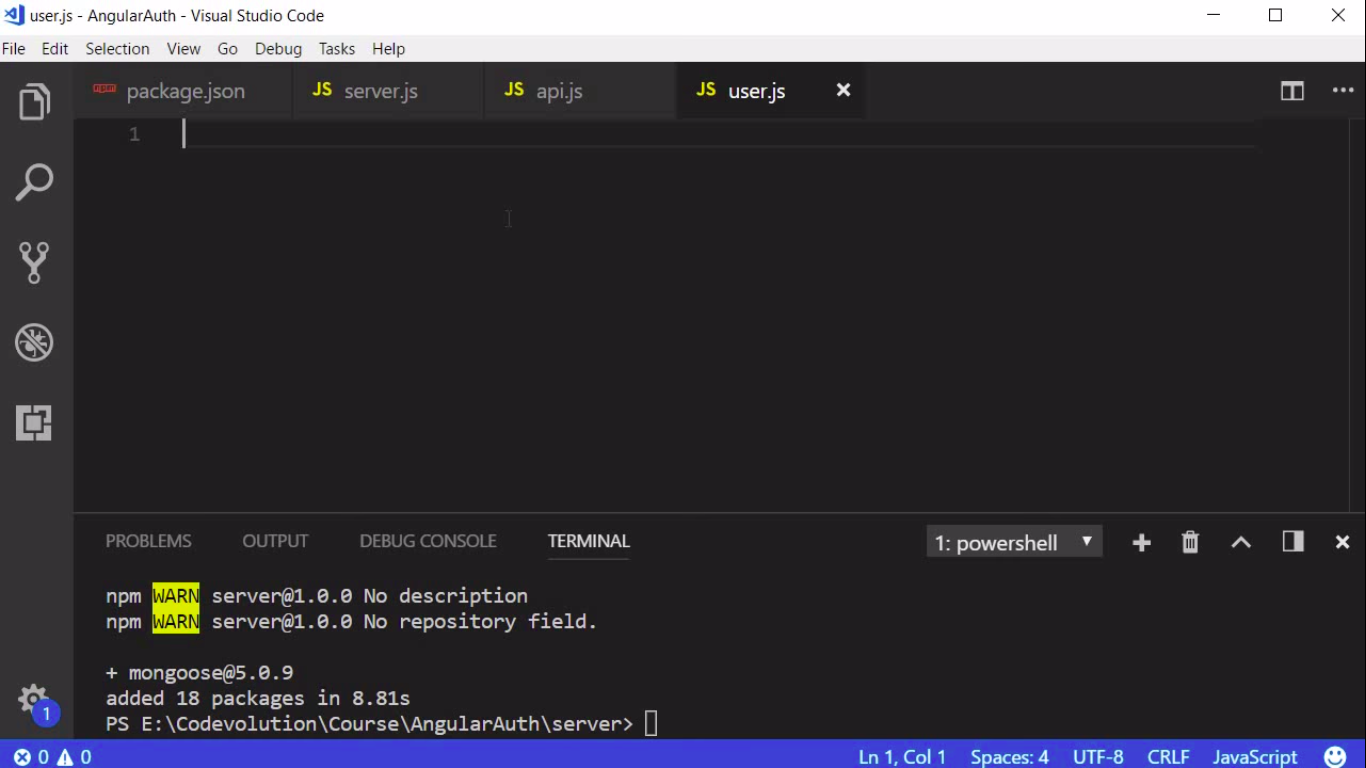 user.js - AngularAuth - Visual Studio Code
File Edit Selection View Go Debug Tasks Help
npm package.json JS server.js JS api.js JS user.js
1
PROBLEMS OUTPUT DEBUG CONSOLE TERMINAL 1: powershell
npm WARN server@1.0.0 No description
npm WARN server@1.0.0 No repository field.
+ mongoose@5.0.9
added 18 packages in 8.81s
PS E:\Codevolution\Course\AngularAuth\server>
1
0 0 Ln 1, Col 1 Spaces: 4 UTF-8 CRLF JavaScript